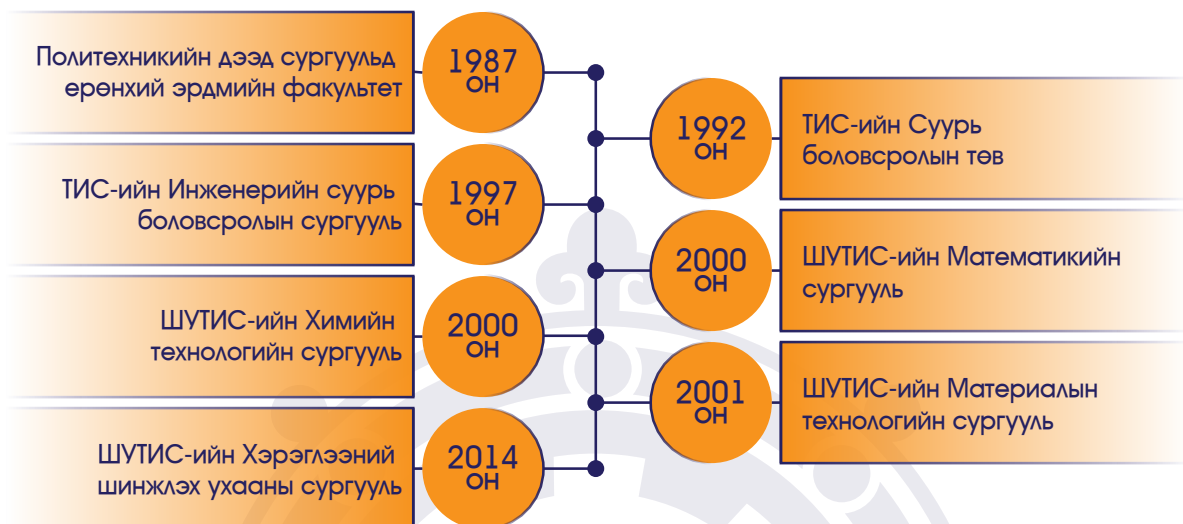 Политехникийн дээд сургуульд
ерөнхий эрдмийн факультет
1987
ОН
1992
ОН
ТИС-ийн Суурь
боловсролын төв
ТИС-ийн Инженерийн суурь
боловсролын сургууль
1997
ОН
2000
ОН
ШУТИС-ийн Математикийн
сургууль
ШУТИС-ийн Химийн
технологийн сургууль
2000
ОН
2001
ОН
ШУТИС-ийн Материалын
технологийн сургууль
ШУТИС-ийн Хэрэглээний
шинжлэх ухааны сургууль
2014
ОН